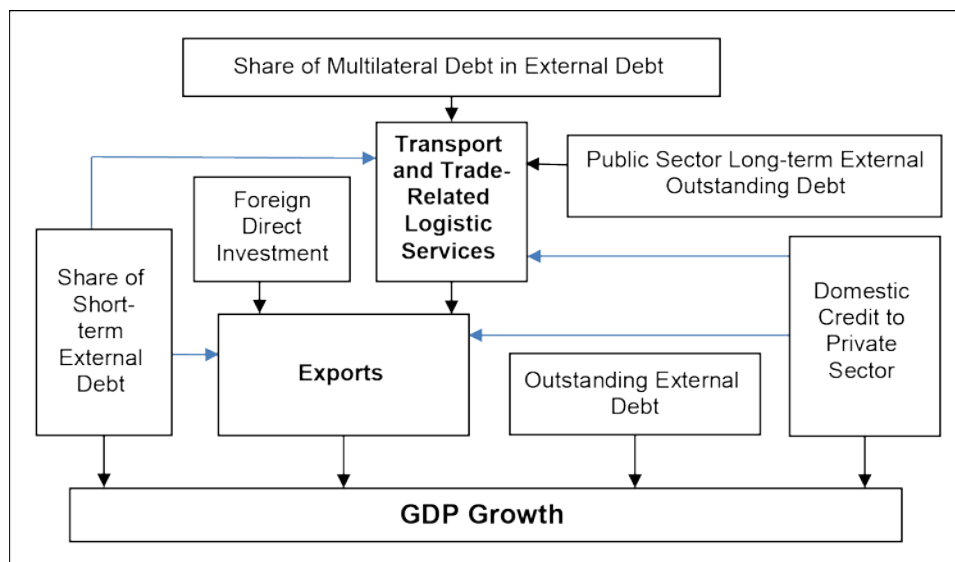 Share of Multilateral Debt in External Debt
Transport
and Trade-
Related
Logistic
Services
Public Sector Long-term External
Outstanding Debt
Foreign
Direct
Investment
Share of
Short-
term
External
Debt
Domestic
Credit to
Private
Sector
Exports
Outstanding External
Debt
GDP Growth